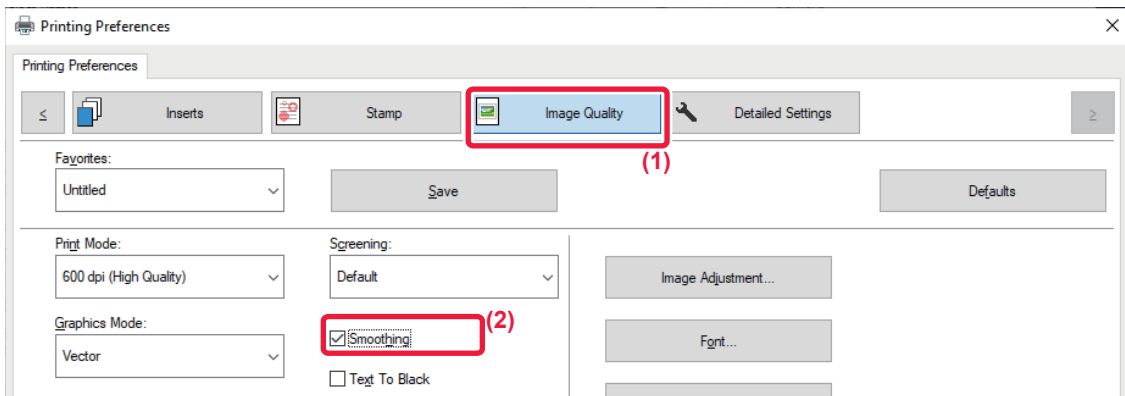 Printing Preferences
Printing Preferences
< Inserts Stamp Image Quality Detailed Settings >
(1)
Favorites:
Untitled Save Defaults
Print Mode: Screening:
600 dpi (High Quality) Default Image Adjustment...
Graphics Mode: (2)
Smoothing Font...
Vector
Text To Black